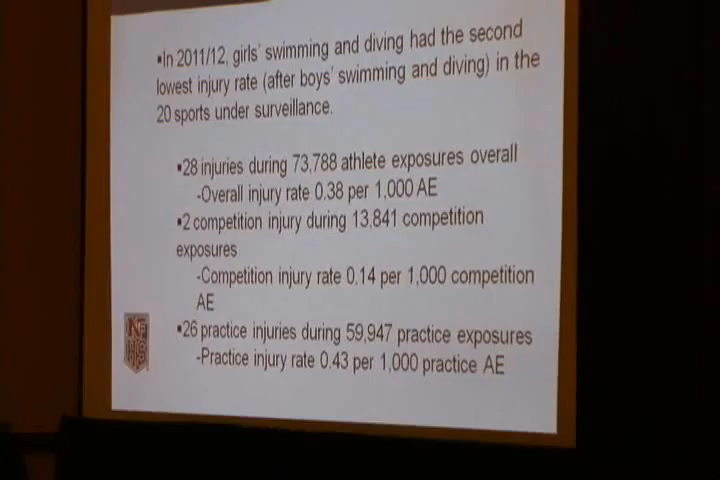 ▪In 2011/12, girls' swimming and diving had the second
lowest injury rate (after boys' swimming and diving) in the
20 sports under surveillance.
▪28 injuries during 73,788 athlete exposures overall
-Overall injury rate 0.38 per 1,000 AE
▪2 competition injury during 13,841 competition
exposures
-Competition injury rate 0.14 per 1,000 competition
AE
▪26 practice injuries during 59,947 practice exposures
-Practice injury rate 0.43 per 1,000 practice AE
NF
HS